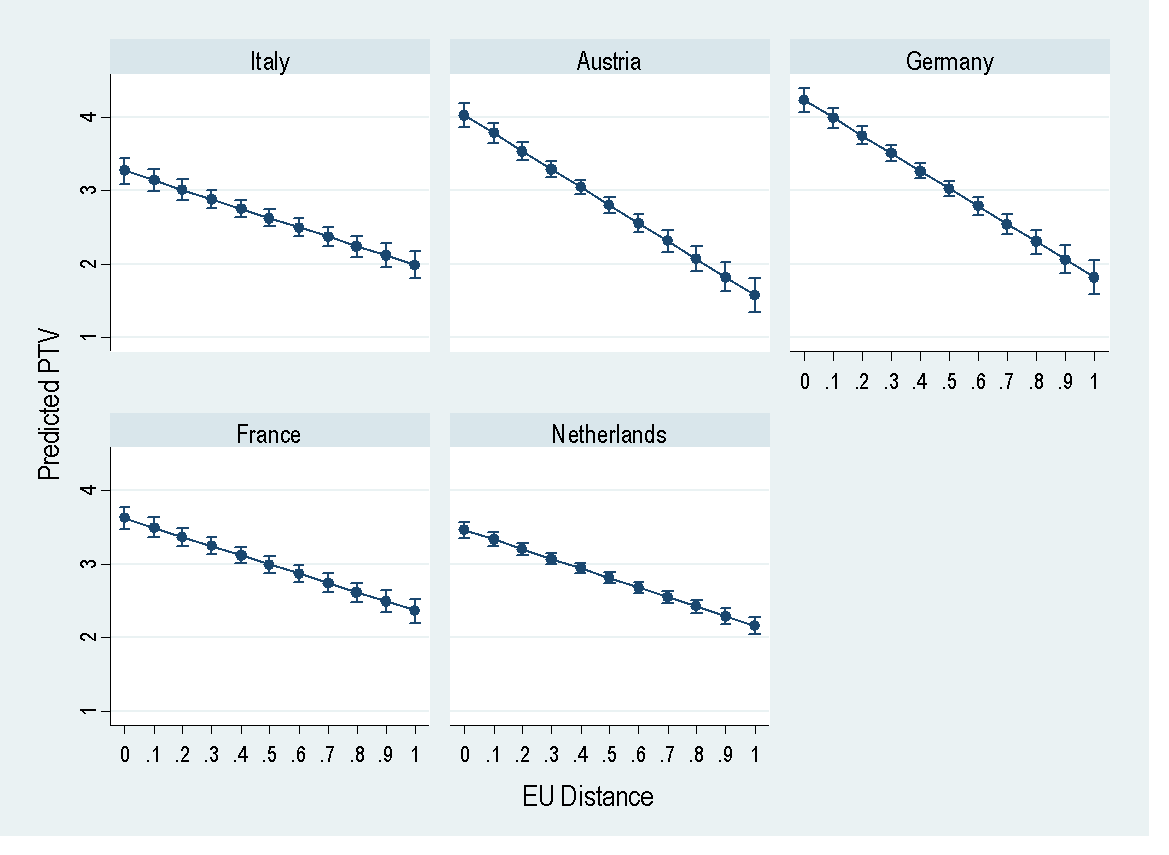 Italy
Austria
Germany
4
3
2
1
0 .1 .2 .3 .4 .5 .6 .7 .8 .9 1
Predicted PTV
France
Netherlands
4
3
2
1
0 .1 .2 .3 .4 .5 .6 .7 .8 .9 1
0 .1 .2 .3 .4 .5 .6 .7 .8 .9 1
EU Distance